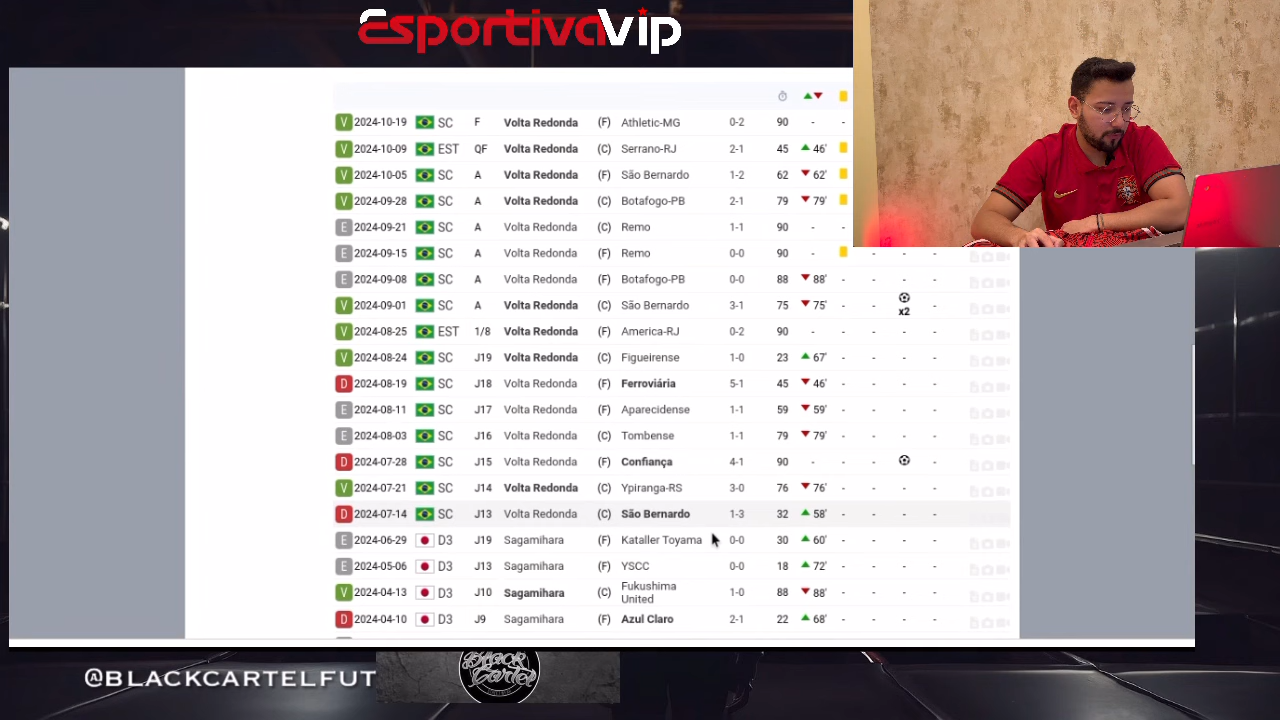 EsportivaVip
V 2024-10-19 SC F Volta Redonda (F) Athletic-MG 0-2 90 - -
V 2024-10-09 EST QF Volta Redonda (C) Serrano-RJ 2-1 45 46'
V 2024-10-05 SC A Volta Redonda (F) São Bernardo 1-2 62 62'
V 2024-09-28 SC A Volta Redonda (C) Botafogo-PB 2-1 79 79'
E 2024-09-21 SC A Volta Redonda (C) Remo 1-1 90 - -
E 2024-09-15 SC A Volta Redonda (F) Remo 0-0 90 - - - -
E 2024-09-08 SC A Volta Redonda (F) Botafogo-PB 0-0 88 88' - - - -
V 2024-09-01 SC A Volta Redonda (C) São Bernardo 3-1 75 75' - - x2 -
V 2024-08-25 EST 1/8 Volta Redonda (F) America-RJ 0-2 90 - - - - -
V 2024-08-24 SC J19 Volta Redonda (C) Figueirense 1-0 23 67' - - - -
D 2024-08-19 SC J18 Volta Redonda (F) Ferroviária 5-1 45 46' - - - -
E 2024-08-11 SC J17 Volta Redonda (F) Aparecidense 1-1 59 59' - - - -
E 2024-08-03 SC J16 Volta Redonda (C) Tombense 1-1 79 79' - - - -
D 2024-07-28 SC J15 Volta Redonda (F) Confiança 4-1 90 - - - -
V 2024-07-21 SC J14 Volta Redonda (C) Ypiranga-RS 3-0 76 76' - - - -
D 2024-07-14 SC J13 Volta Redonda (C) São Bernardo 1-3 32 58' - - - -
E 2024-06-29 D3 J19 Sagamihara (F) Kataller Toyama 0-0 30 60' - - - -
E 2024-05-06 D3 J13 Sagamihara (F) YSCC 0-0 18 72' - - - -
V 2024-04-13 D3 J10 Sagamihara (C) Fukushima United 1-0 88 88' - - - -
D 2024-04-10 D3 J9 Sagamihara (F) Azul Claro 2-1 22 68' - - - -
@BLACKCARTELFUT
Black Cartel